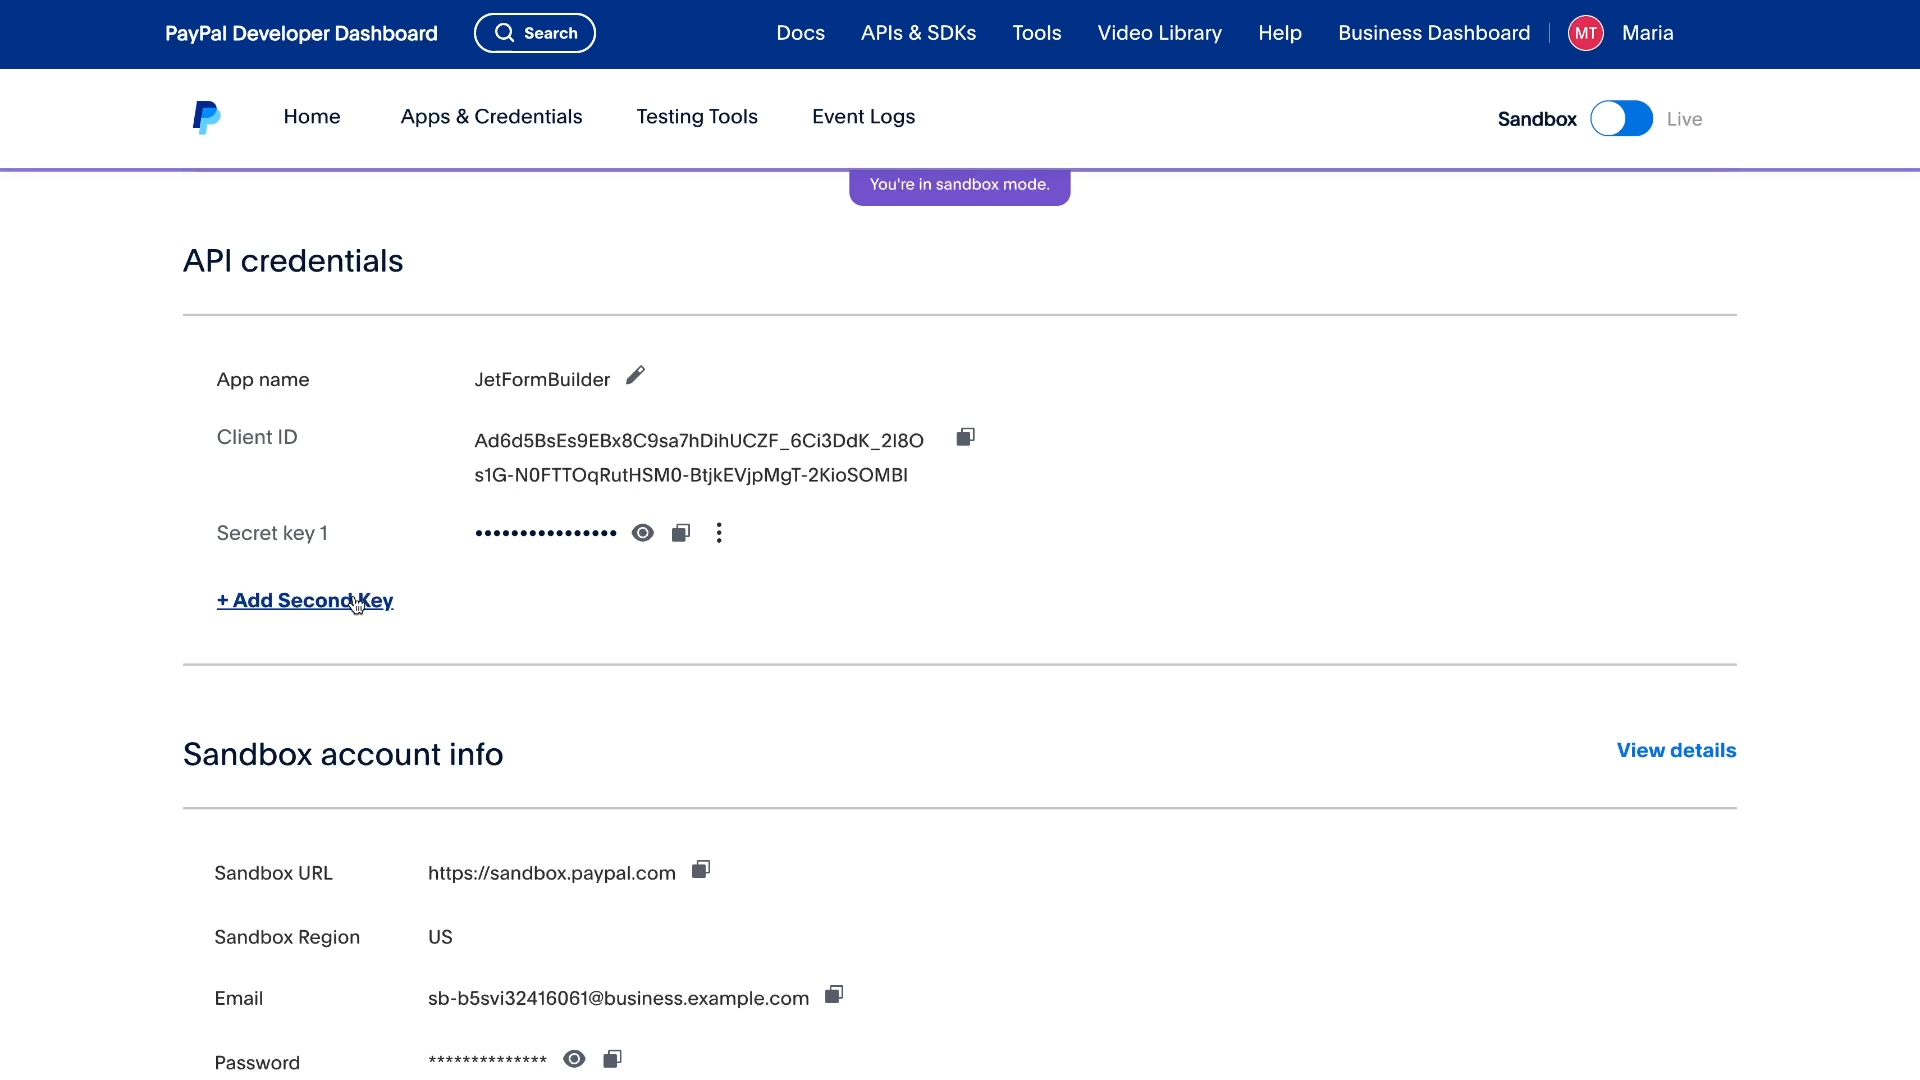 PayPal Developer Dashboard Search Docs APIs & SDKs Tools Video Library Help Business Dashboard MT Maria
Home Apps & Credentials Testing Tools Event Logs Sandbox Live
You're in sandbox mode.
API credentials
App name JetFormBuilder
Client ID Ad6d5BsEs9EBx8C9sa7hDihUCZF_6Ci3DdK_2I8O
s1G-N0FTTOqRutHSM0-BtjkEVjpMgT-2KioSOMBI
Secret key 1 ••••••••••••••••
+ Add Second Key
Sandbox account info View details
Sandbox URL https://sandbox.paypal.com
Sandbox Region US
Email sb-b5svi32416061@business.example.com
Password **************